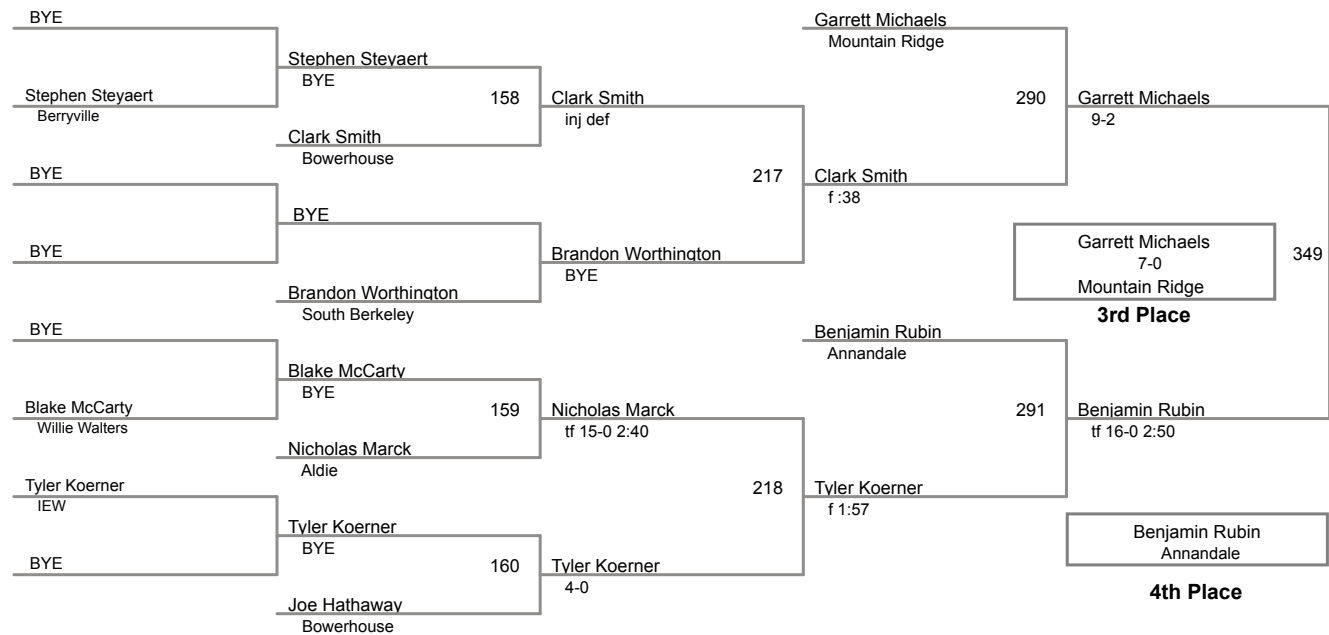 BYE
Stephen Steyaert
Berryville
BYE
BYE
BYE
Blake McCarty
Willie Walters
Tyler Koerner
IEW
BYE
Stephen Steyaert
BYE
158
Clark Smith
Bowerhouse
BYE
Brandon Worthington
South Berkeley
Blake McCarty
BYE
159
Nicholas Marck
Aldie
Tyler Koerner
BYE
160
Joe Hathaway
Bowerhouse
Clark Smith
inj def
217
Brandon Worthington
BYE
Nicholas Marck
tf 15-0 2:40
218
Tyler Koerner
4-0
Garrett Michaels
Mountain Ridge
290
Clark Smith
f :38
Benjamin Rubin
Annandale
291
Tyler Koerner
f 1:57
Garrett Michaels
9-2
Garrett Michaels
7-0
Mountain Ridge
3rd Place
349
Benjamin Rubin
tf 16-0 2:50
Benjamin Rubin
Annandale
4th Place